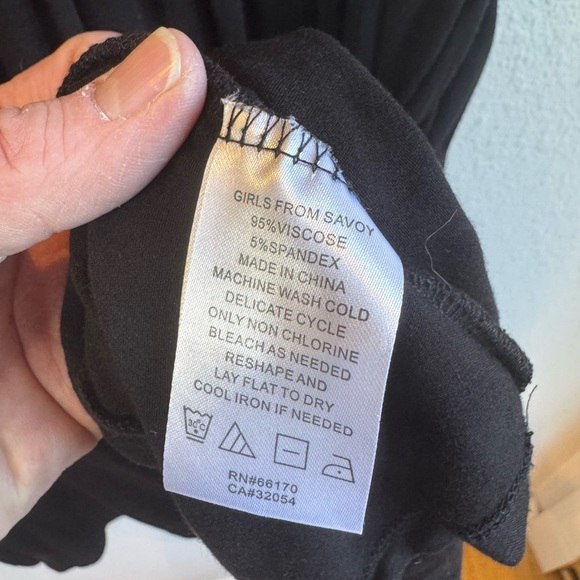 GIRLS FROM SAVOY
95%VISCOSE
5%SPANDEX
MADE IN CHINA
MACHINE WASH COLD
DELICATE CYCLE
ONLY NON CHLORINE
BLEACH AS NEEDED
RESHAPE AND
LAY FLAT TO DRY
COOL IRON IF NEEDED
30°C
RN#66170
CA#32054